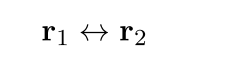 r₁ ↔ r₂